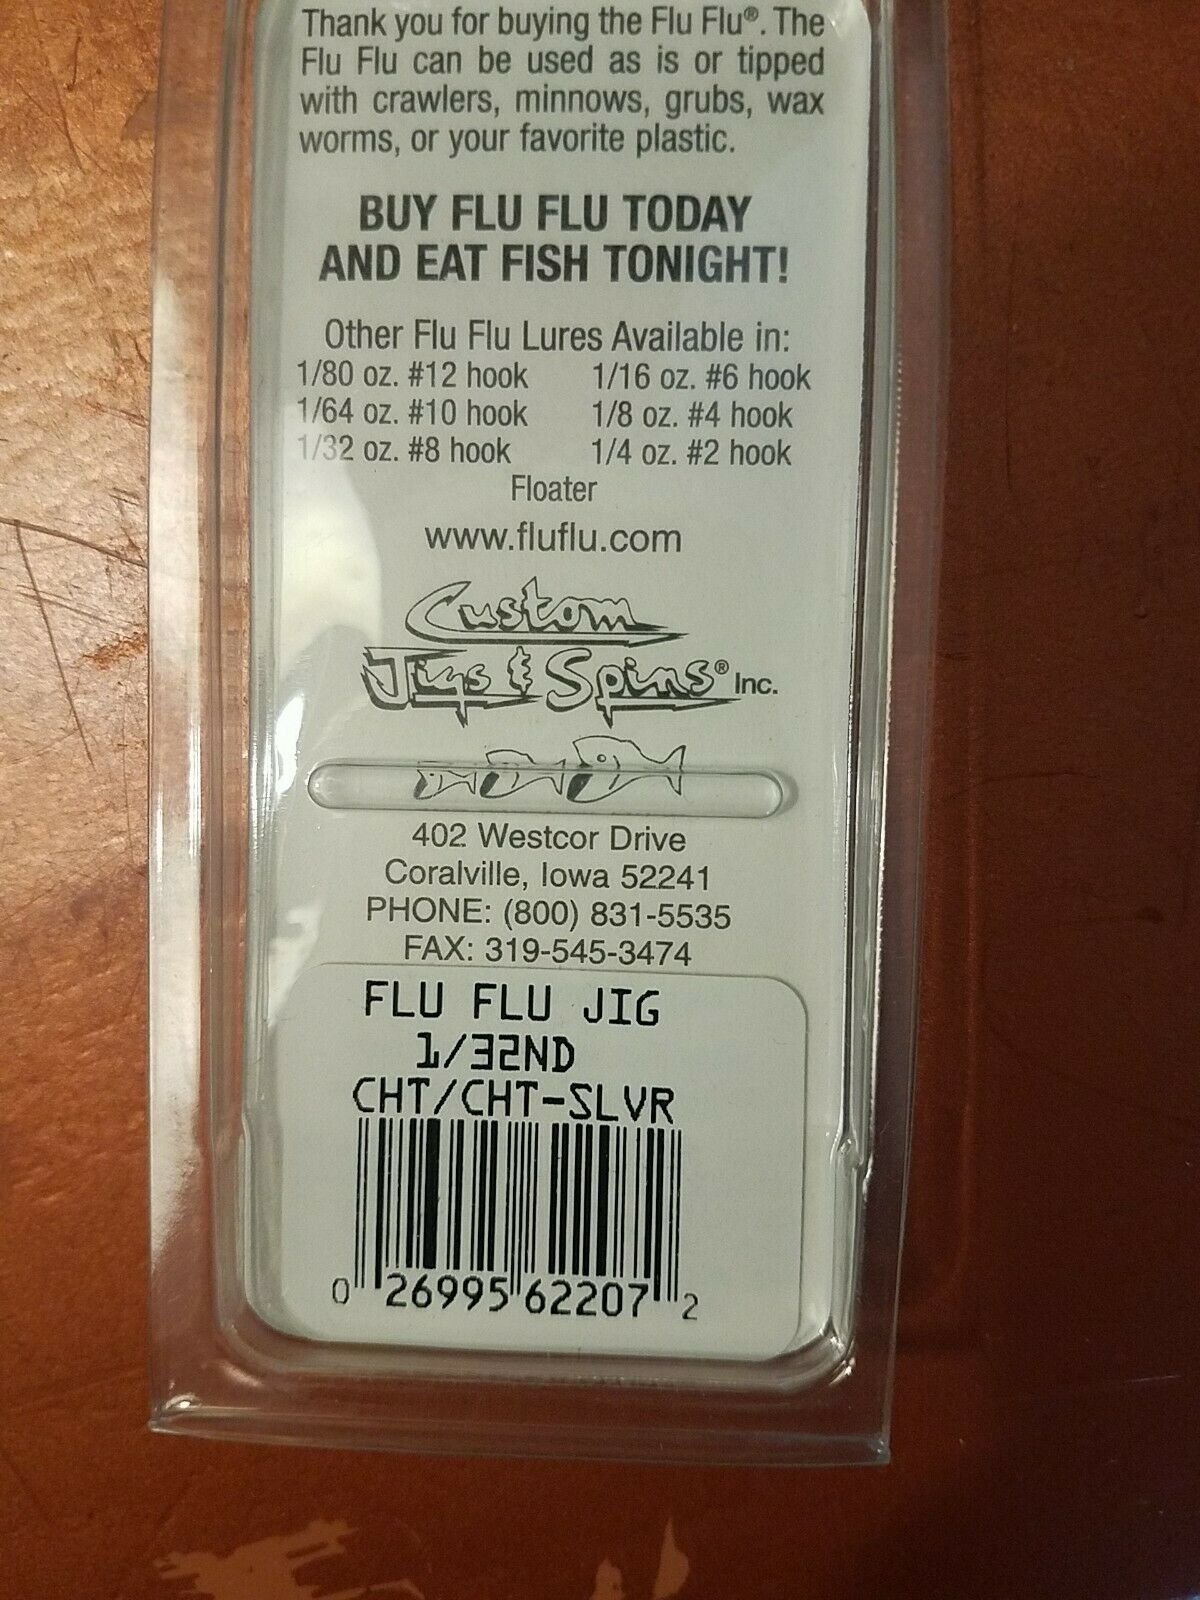 Thank you for buying the Flu Flu®. The
Flu Flu can be used as is or tipped
with crawlers, minnows, grubs, wax
worms, or your favorite plastic.
BUY FLU FLU TODAY
AND EAT FISH TONIGHT!
Other Flu Flu Lures Available in:
1/80 oz. #12 hook 1/16 oz. #6 hook
1/64 oz. #10 hook 1/8 oz. #4 hook
1/32 oz. #8 hook 1/4 oz. #2 hook
Floater
www.fluflu.com
Custom
Jigs & Spins® Inc.
402 Westcor Drive
Coralville, Iowa 52241
PHONE: (800) 831-5535
FAX: 319-545-3474
FLU FLU JIG
1/32ND
CHT/CHT-SLVR
0 26995 62207 2